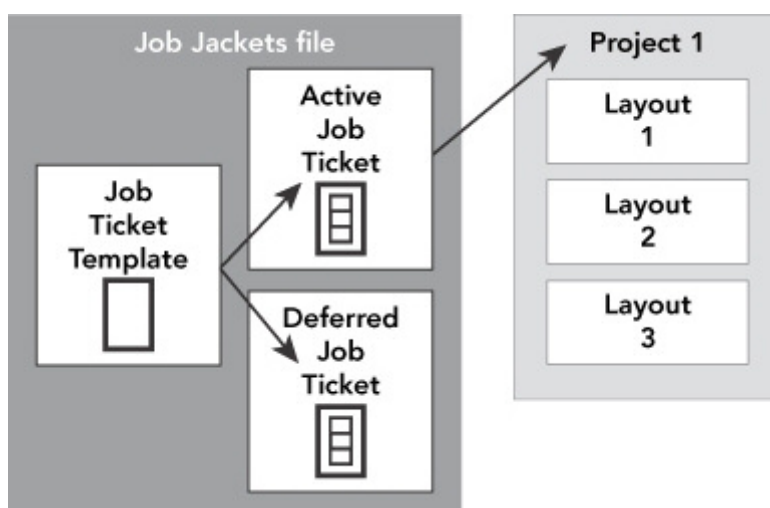 Job Jackets file
Job
Ticket
Template
Active
Job
Ticket
Deferred
Job
Ticket
Project 1
Layout
1
Layout
2
Layout
3